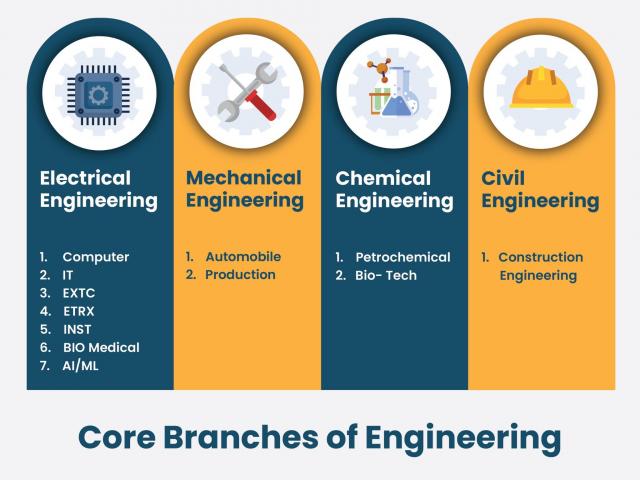 Electrical
Engineering
1. Computer
2. IT
3. EXTC
4. ETRX
5. INST
6. BIO Medical
7. AI/ML
Mechanical
Engineering
1. Automobile
2. Production
Chemical
Engineering
1. Petrochemical
2. Bio- Tech
Civil
Engineering
1. Construction
Engineering
Core Branches of Engineering